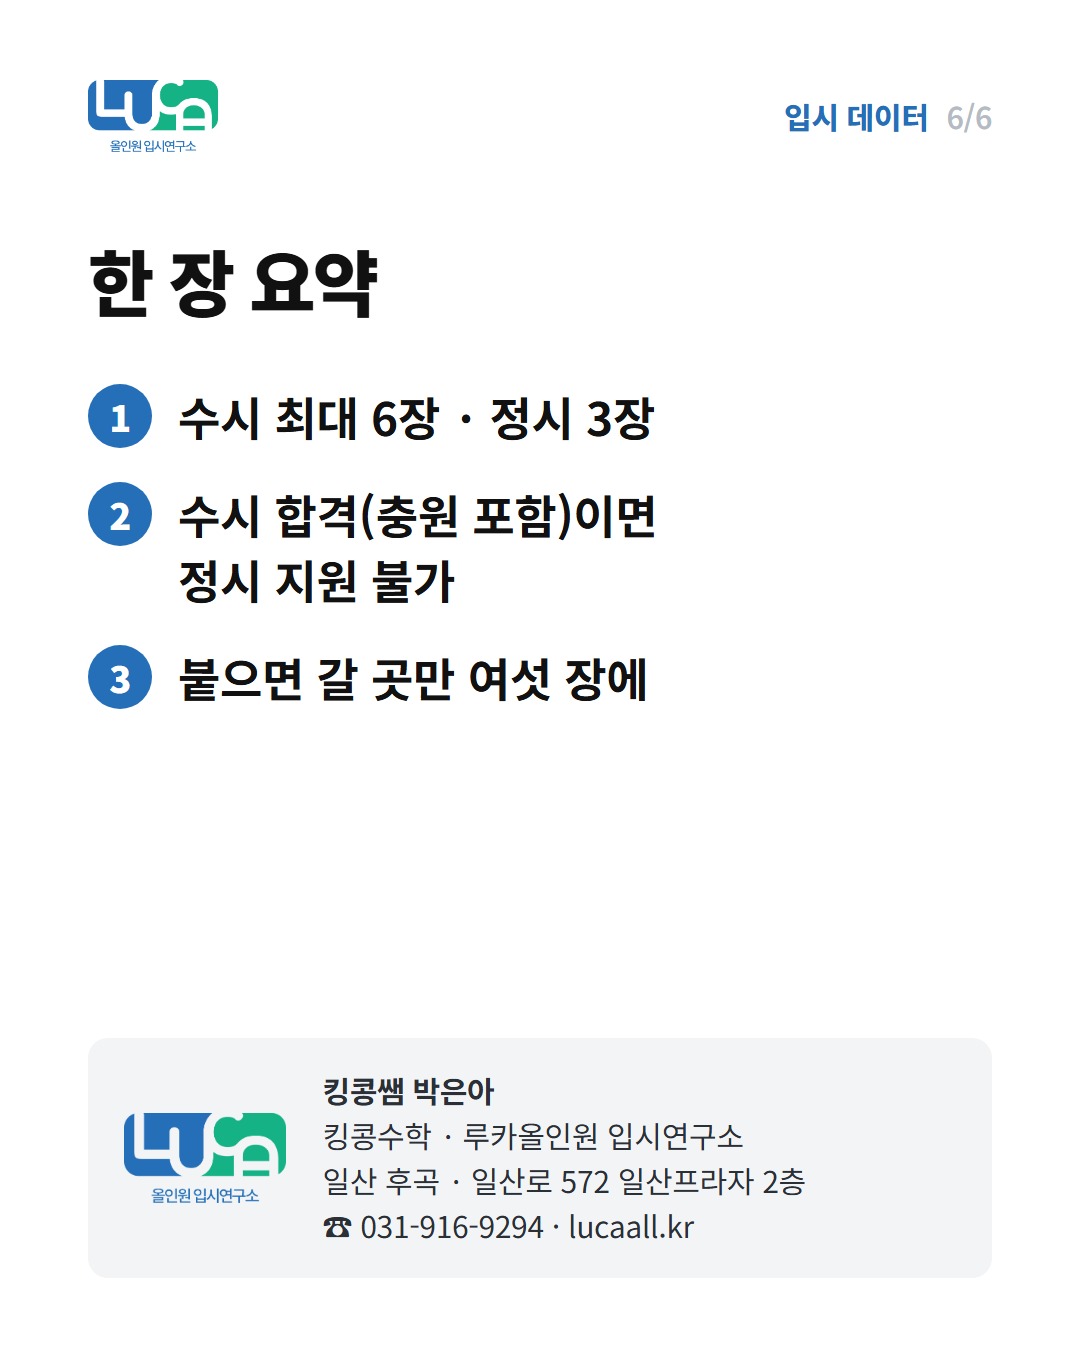 LUCA
올인원 입시연구소
입시 데이터 6/6
한 장 요약
1 수시 최대 6장 · 정시 3장
2 수시 합격(충원 포함)이면
정시 지원 불가
3 붙으면 갈 곳만 여섯 장에
LUCA
올인원 입시연구소
킹콩쌤 박은아
킹콩수학 · 루카올인원 입시연구소
일산 후곡 · 일산로 572 일산프라자 2층
☎ 031-916-9294 · lucaall.kr